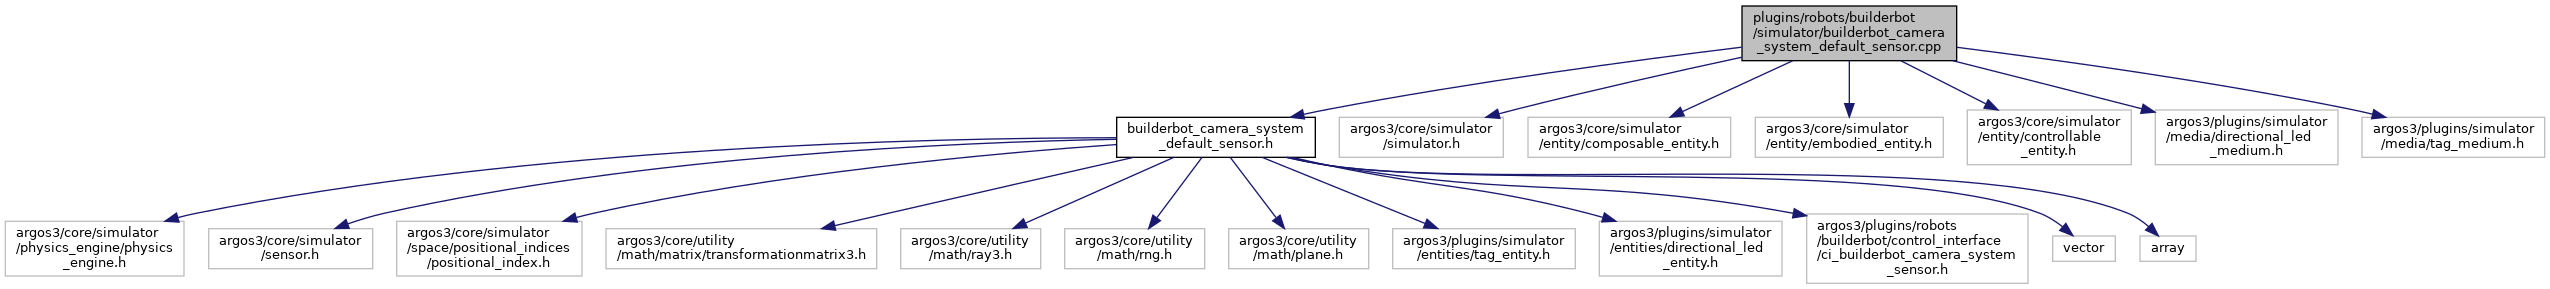 plugins/robots/builderbot
/simulator/builderbot_camera
_system_default_sensor.cpp
builderbot_camera_system
_default_sensor.h
argos3/core/simulator
/simulator.h
argos3/core/simulator
/entity/composable_entity.h
argos3/core/simulator
/entity/embodied_entity.h
argos3/core/simulator
/entity/controllable
_entity.h
argos3/plugins/simulator
/media/directional_led
_medium.h
argos3/plugins/simulator
/media/tag_medium.h
argos3/core/simulator
/physics_engine/physics
_engine.h
argos3/core/simulator
/sensor.h
argos3/core/simulator
/space/positional_indices
/positional_index.h
argos3/core/utility
/math/matrix/transformationmatrix3.h
argos3/core/utility
/math/ray3.h
argos3/core/utility
/math/rng.h
argos3/core/utility
/math/plane.h
argos3/plugins/simulator
/entities/tag_entity.h
argos3/plugins/simulator
/entities/directional_led
_entity.h
argos3/plugins/robots
/builderbot/control_interface
/ci_builderbot_camera_system
_sensor.h
vector
array